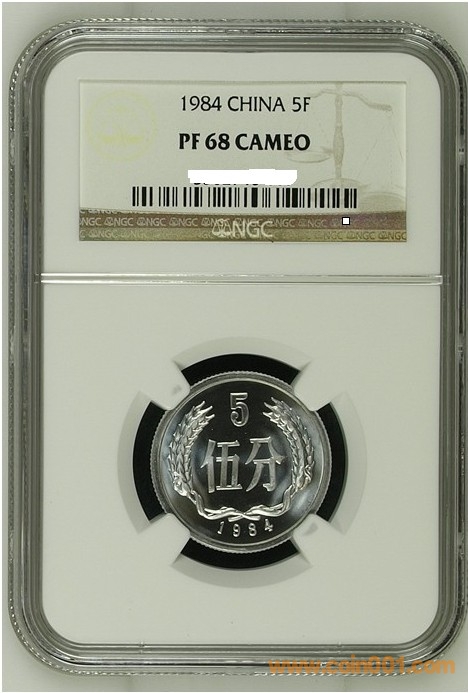 1984 CHINA 5F
PF 68 CAMEO
NGC
5
伍分
1984
www.coin001.com